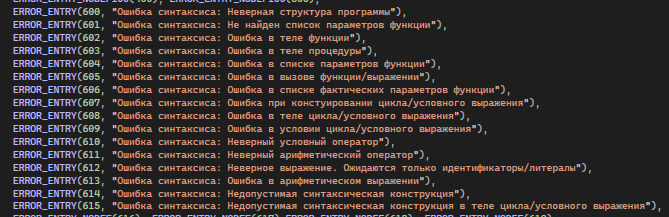 ERROR_ENTRY(600, "Ошибка синтаксиса: Неверная структура программы"),
ERROR_ENTRY(601, "Ошибка синтаксиса: Не найден список параметров функции"),
ERROR_ENTRY(602, "Ошибка синтаксиса: Ошибка в теле функции"),
ERROR_ENTRY(603, "Ошибка синтаксиса: Ошибка в теле процедуры"),
ERROR_ENTRY(604, "Ошибка синтаксиса: Ошибка в списке параметров функции"),
ERROR_ENTRY(605, "Ошибка синтаксиса: Ошибка в вызове функции/выражении"),
ERROR_ENTRY(606, "Ошибка синтаксиса: Ошибка в списке фактических параметров функции"),
ERROR_ENTRY(607, "Ошибка синтаксиса: Ошибка при констуировании цикла/условного выражения"),
ERROR_ENTRY(608, "Ошибка синтаксиса: Ошибка в теле цикла/условного выражения"),
ERROR_ENTRY(609, "Ошибка синтаксиса: Ошибка в условии цикла/условного выражения"),
ERROR_ENTRY(610, "Ошибка синтаксиса: Неверный условный оператор"),
ERROR_ENTRY(611, "Ошибка синтаксиса: Неверный арифметический оператор"),
ERROR_ENTRY(612, "Ошибка синтаксиса: Неверное выражение. Ожидаются только идентификаторы/литералы"),
ERROR_ENTRY(613, "Ошибка синтаксиса: Ошибка в арифметическом выражении"),
ERROR_ENTRY(614, "Ошибка синтаксиса: Недопустимая синтаксическая конструкция"),
ERROR_ENTRY(615, "Ошибка синтаксиса: Недопустимая синтаксическая конструкция в теле цикла/условного выражения"),